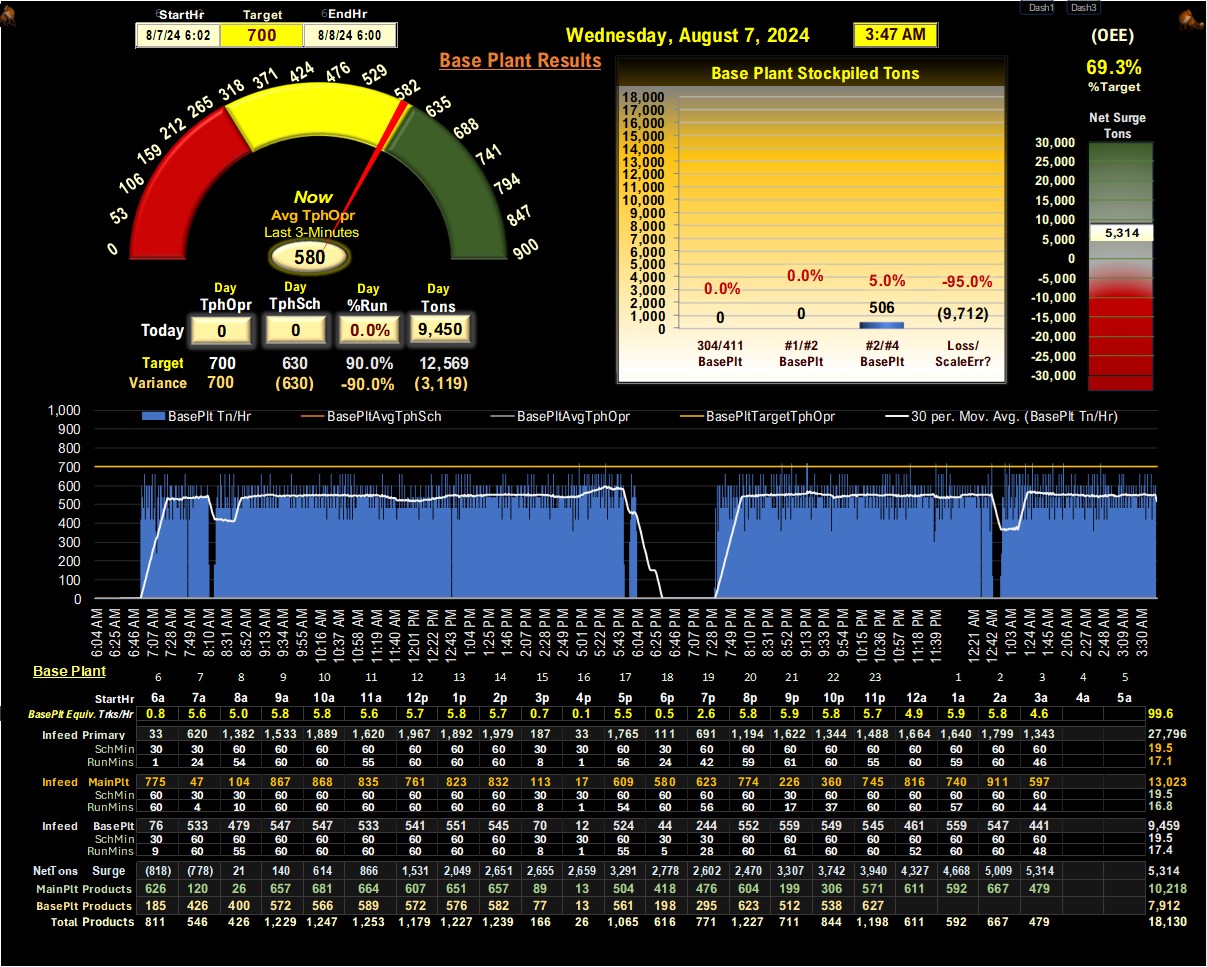 StartHr Target EndHr
8/7/24 6:02 700 8/8/24 6:00
Wednesday, August 7, 2024
3:47 AM
Dash1 Dash3
(OEE)
69.3%
%Target
Base Plant Results
0 53 106 159 212 265 318 371 424 476 529 582 635 688 741 794 847 900
Now
Avg TphOpr
Last 3-Minutes
580
Day Day Day Day
TphOpr TphSch %Run Tons
Today 0 0 0.0% 9,450
Target 700 630 90.0% 12,569
Variance 700 (630) -90.0% (3,119)
Base Plant Stockpiled Tons
18,000
17,000
16,000
15,000
14,000
13,000
12,000
11,000
10,000
9,000
8,000
7,000
6,000
5,000
4,000
3,000
2,000
1,000
0
0.0% 0.0% 5.0% -95.0%
0 0 506 (9,712)
304/411 #1/#2 #2/#4 Loss/
BasePlt BasePlt BasePlt ScaleErr?
Net Surge
Tons
30,000
25,000
20,000
15,000
10,000
5,000
0
-5,000
-10,000
-15,000
-20,000
-25,000
-30,000
5,314
BasePlt Tn/Hr BasePltAvgTphSch BasePltAvgTphOpr BasePltTargetTphOpr 30 per. Mov. Avg. (BasePlt Tn/Hr)
1,000
900
800
700
600
500
400
300
200
100
0
6:04 AM 6:25 AM 6:46 AM 7:07 AM 7:28 AM 7:49 AM 8:10 AM 8:31 AM 8:52 AM 9:13 AM 9:34 AM 9:55 AM 10:16 AM 10:37 AM 10:58 AM 11:19 AM 11:40 AM 12:01 PM 12:22 PM 12:43 PM 1:04 PM 1:25 PM 1:46 PM 2:07 PM 2:28 PM 2:49 PM 5:01 PM 5:22 PM 5:43 PM 6:04 PM 6:25 PM 6:46 PM 7:07 PM 7:28 PM 7:49 PM 8:10 PM 8:31 PM 8:52 PM 9:12 PM 9:33 PM 9:54 PM 10:15 PM 10:36 PM 10:57 PM 11:18 PM 11:39 PM 12:21 AM 12:42 AM 1:03 AM 1:24 AM 1:45 AM 2:06 AM 2:27 AM 2:48 AM 3:09 AM 3:30 AM
Base Plant
6 7 8 9 10 11 12 13 14 15 16 17 18 19 20 21 22 23 1 2 3 4 5
StartHr 6a 7a 8a 9a 10a 11a 12p 1p 2p 3p 4p 5p 6p 7p 8p 9p 10p 11p 12a 1a 2a 3a 4a 5a
BasePlt Equiv. Trks/Hr 0.8 5.6 5.0 5.8 5.8 5.6 5.7 5.8 5.7 0.7 0.1 5.5 0.5 2.6 5.8 5.9 5.8 5.7 4.9 5.9 5.8 4.6 99.6
Infeed Primary 33 620 1,382 1,533 1,889 1,620 1,967 1,892 1,979 187 33 1,765 111 691 1,194 1,622 1,344 1,488 1,664 1,640 1,799 1,343 27,796
SchMin 30 30 60 60 60 60 60 60 60 30 30 60 30 30 60 60 60 60 60 60 60 60 19.5
RunMins 1 24 54 60 60 55 60 60 60 8 1 56 24 42 59 61 60 55 60 59 60 46 17.1
Infeed MainPlt 775 47 104 867 868 835 761 823 832 113 17 609 580 623 774 226 360 745 816 740 911 597 13,023
SchMin 60 30 30 60 60 60 60 60 60 30 30 60 60 60 60 30 60 60 60 60 60 60 19.5
RunMins 60 4 10 60 60 60 60 60 60 8 1 54 60 56 60 17 37 60 60 57 60 44 16.8
Infeed BasePlt 76 533 479 547 547 533 541 551 545 70 12 524 44 244 552 559 549 545 461 559 547 441 9,459
SchMin 30 60 60 60 60 60 60 60 60 30 30 60 30 30 60 60 60 60 60 60 60 60 19.5
RunMins 9 60 55 60 60 60 60 60 60 8 1 55 5 28 60 61 60 60 52 60 60 48 17.4
NetTons Surge (818) (778) 21 140 614 866 1,531 2,049 2,651 2,655 2,659 3,291 2,778 2,602 2,470 3,307 3,742 3,940 4,327 4,668 5,009 5,314 5,314
MainPlt Products 626 120 26 657 681 664 607 651 657 89 13 504 418 476 604 199 306 571 611 592 667 479 10,218
BasePlt Products 185 426 400 572 566 589 572 576 582 77 13 561 198 295 623 512 538 627 7,912
Total Products 811 546 426 1,229 1,247 1,253 1,179 1,227 1,239 166 26 1,065 616 771 1,227 711 844 1,198 611 592 667 479 18,130